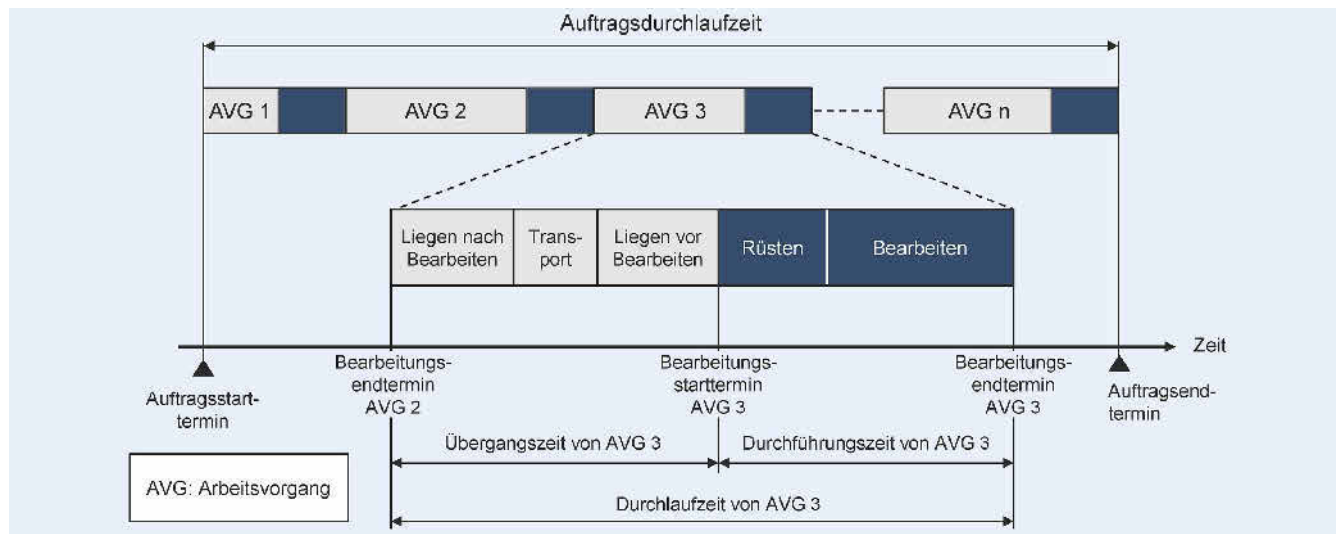 Auftragsdurchlaufzeit
AVG 1
AVG 2
AVG 3
AVG n
Liegen nach
Bearbeiten
Trans-
port
Liegen vor
Bearbeiten
Rüsten
Bearbeiten
Zeit
Auftragsstart-
termin
Bearbeitungs-
endtermin
AVG 2
Bearbeitungs-
starttermin
AVG 3
Bearbeitungs-
endtermin
AVG 3
Auftragsend-
termin
Übergangszeit von AVG 3
Durchführungszeit von AVG 3
AVG: Arbeitsvorgang
Durchlaufzeit von AVG 3